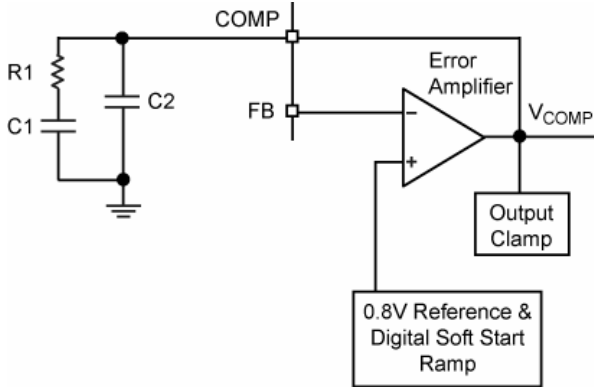 COMP
R1
C2
C1
FB
Error
Amplifier
−
+
VCOMP
Output
Clamp
0.8V Reference &
Digital Soft Start
Ramp